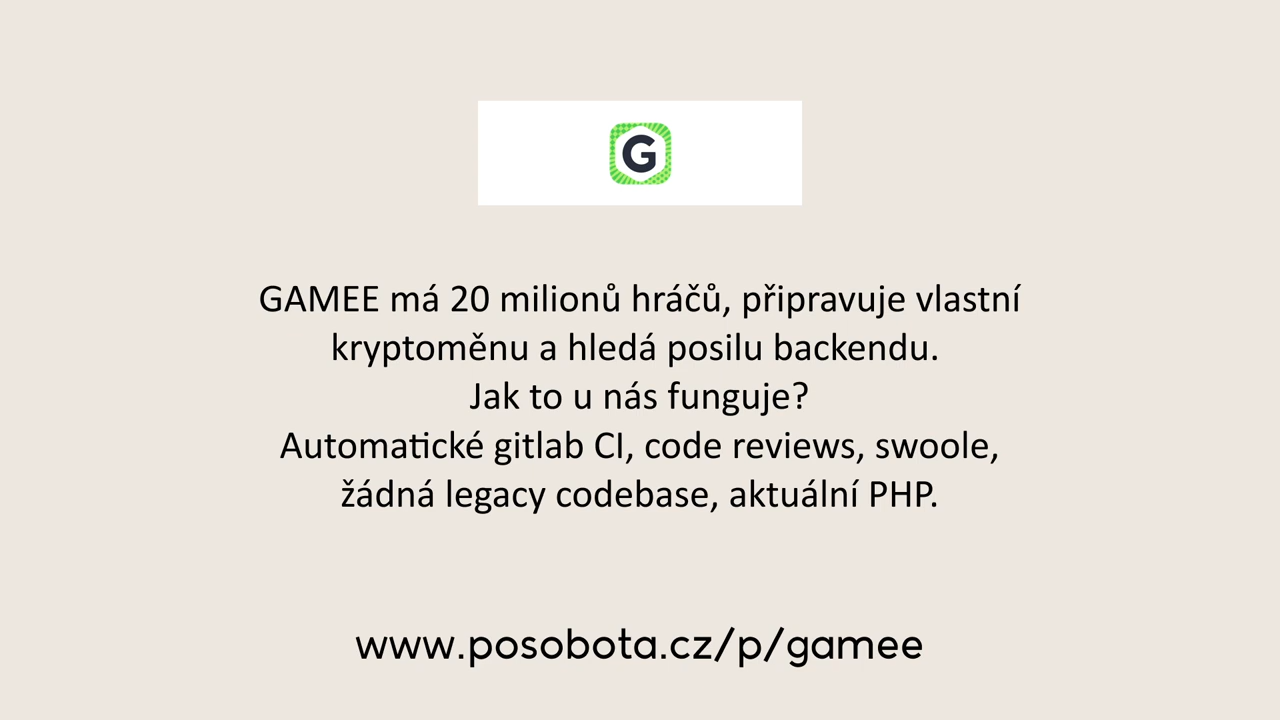 G
GAMEE má 20 milionů hráčů, připravuje vlastní
kryptoměnu a hledá posilu backendu.
Jak to u nás funguje?
Automatické gitlab CI, code reviews, swoole,
žádná legacy codebase, aktuální PHP.
www.posobota.cz/p/gamee